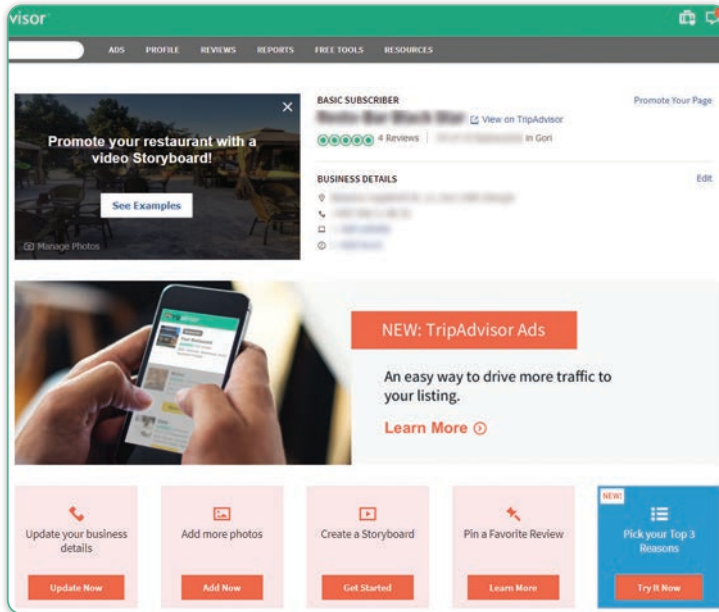 visor
ADS PROFILE REVIEWS REPORTS FREE TOOLS RESOURCES
Promote your restaurant with a
video Storyboard!
See Examples
Manage Photos
BASIC SUBSCRIBER
View on TripAdvisor
4 Reviews
in Gori
Promote Your Page
BUSINESS DETAILS
Edit
NEW: TripAdvisor Ads
An easy way to drive more traffic to
your listing.
Learn More
Update your business
details
Update Now
Add more photos
Add Now
Create a Storyboard
Get Started
Pin a Favorite Review
Learn More
NEW!
Pick your Top 3
Reasons
Try It Now